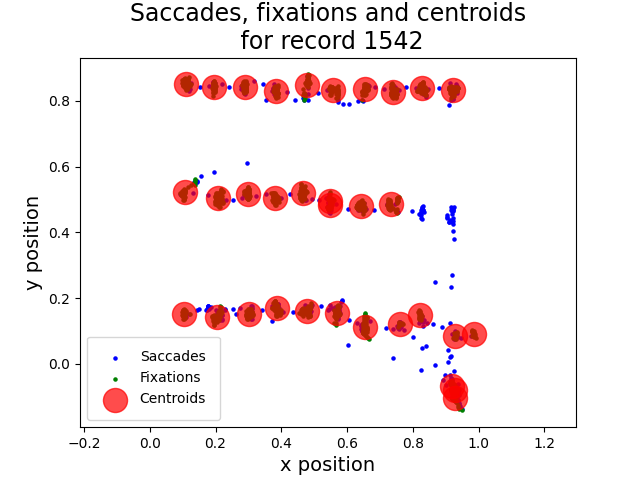 Saccades, fixations and centroids
for record 1542
y position
0.8
0.6
0.4
0.2
0.0
Saccades
Fixations
Centroids
−0.2 0.0 0.2 0.4 0.6 0.8 1.0 1.2
x position